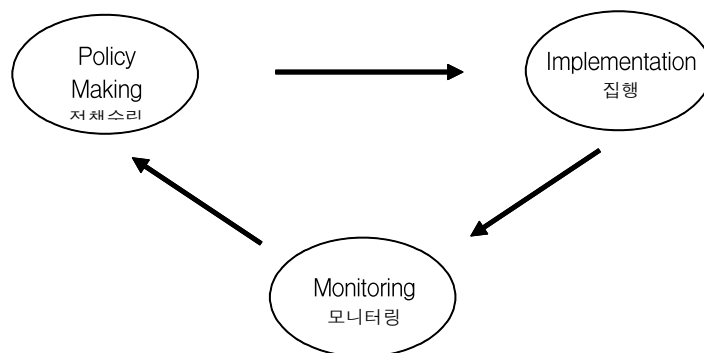 Policy
Making
Implementation
집행
Monitoring
모니터링